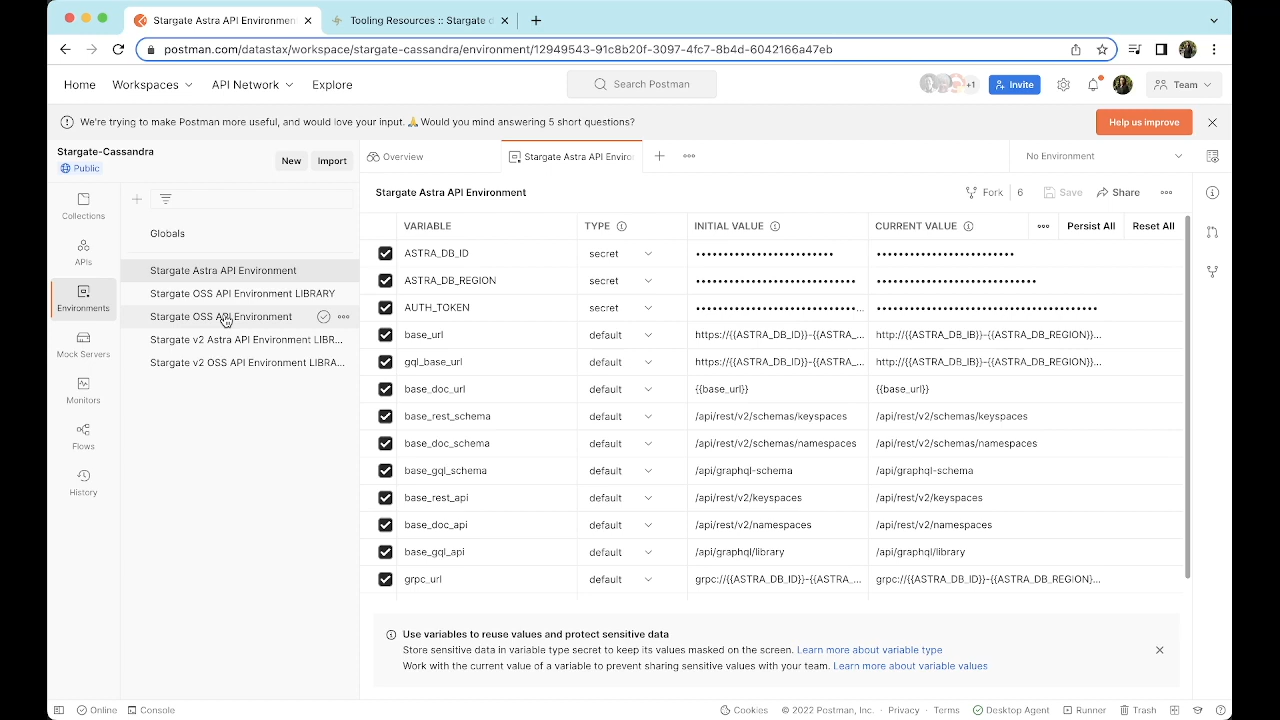 Stargate Astra API Environmen
Tooling Resources :: Stargate d
postman.com/datastax/workspace/stargate-cassandra/environment/12949543-91c8b20f-3097-4fc7-8b4d-6042166a47eb
Home Workspaces API Network Explore Search Postman +1 Invite Team
We're trying to make Postman more useful, and would love your input. 🙏 Would you mind answering 5 short questions? Help us improve
Stargate-Cassandra
Public
New Import
Overview
Stargate Astra API Enviro
No Environment
Collections
APIs
Environments
Mock Servers
Monitors
Flows
History
Globals
Stargate Astra API Environment
Stargate OSS API Environment LIBRARY
Stargate OSS API Environment
Stargate v2 Astra API Environment LIBR...
Stargate v2 OSS API Environment LIBRA...
Stargate Astra API Environment
Fork 6 Save Share
VARIABLE TYPE INITIAL VALUE CURRENT VALUE Persist All Reset All
ASTRA_DB_ID secret •••••••••••••••••••••••• ••••••••••••••••••••••••
ASTRA_DB_REGION secret •••••••••••••••••••••••••••• ••••••••••••••••••••••••••••
AUTH_TOKEN secret ••••••••••••••••••••••••••••... •••••••••••••••••••••••••••••••••••••••
base_url default https://{{ASTRA_DB_ID}}-{{ASTRA_... http://{{ASTRA_DB_IB}}-{{ASTRA_DB_REGION}...
gql_base_url default https://{{ASTRA_DB_ID}}-{{ASTRA_... http://{{ASTRA_DB_IB}}-{{ASTRA_DB_REGION}...
base_doc_url default {{base_url}} {{base_url}}
base_rest_schema default /api/rest/v2/schemas/keyspaces /api/rest/v2/schemas/keyspaces
base_doc_schema default /api/rest/v2/schemas/namespaces /api/rest/v2/schemas/namespaces
base_gql_schema default /api/graphql-schema /api/graphql-schema
base_rest_api default /api/rest/v2/keyspaces /api/rest/v2/keyspaces
base_doc_api default /api/rest/v2/namespaces /api/rest/v2/namespaces
base_gql_api default /api/graphql/library /api/graphql/library
grpc_url default grpc://{{ASTRA_DB_ID}}-{{ASTRA_... grpc://{{ASTRA_DB_ID}}-{{ASTRA_DB_REGION}...
Use variables to reuse values and protect sensitive data
Store sensitive data in variable type secret to keep its values masked on the screen. Learn more about variable type
Work with the current value of a variable to prevent sharing sensitive values with your team. Learn more about variable values
Online Console Cookies © 2022 Postman, Inc. · Privacy · Terms Desktop Agent Runner Trash